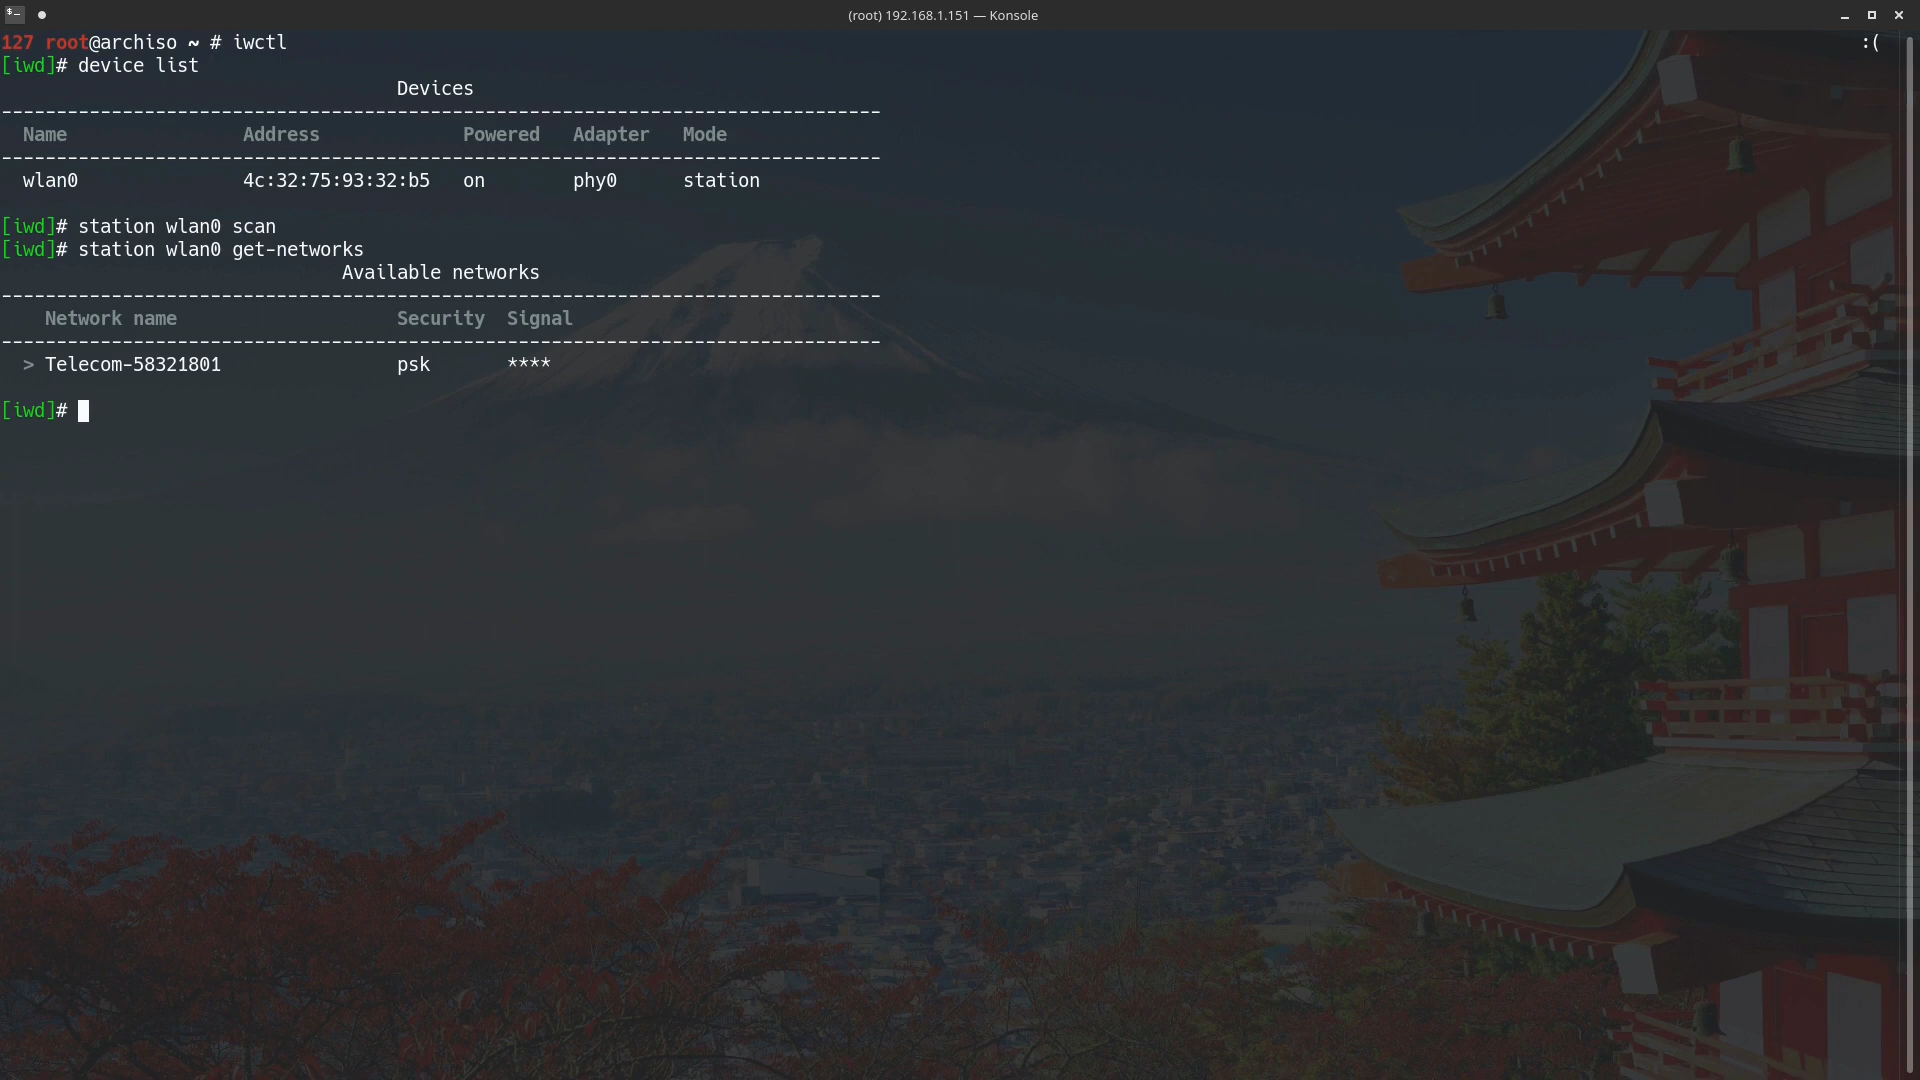 (root) 192.168.1.151 — Konsole
127 root@archiso ~ # iwctl :(
[iwd]# device list
Devices
--------------------------------------------------------------------------------
Name Address Powered Adapter Mode
--------------------------------------------------------------------------------
wlan0 4c:32:75:93:32:b5 on phy0 station
[iwd]# station wlan0 scan
[iwd]# station wlan0 get-networks
Available networks
--------------------------------------------------------------------------------
Network name Security Signal
--------------------------------------------------------------------------------
> Telecom-58321801 psk ****
[iwd]#